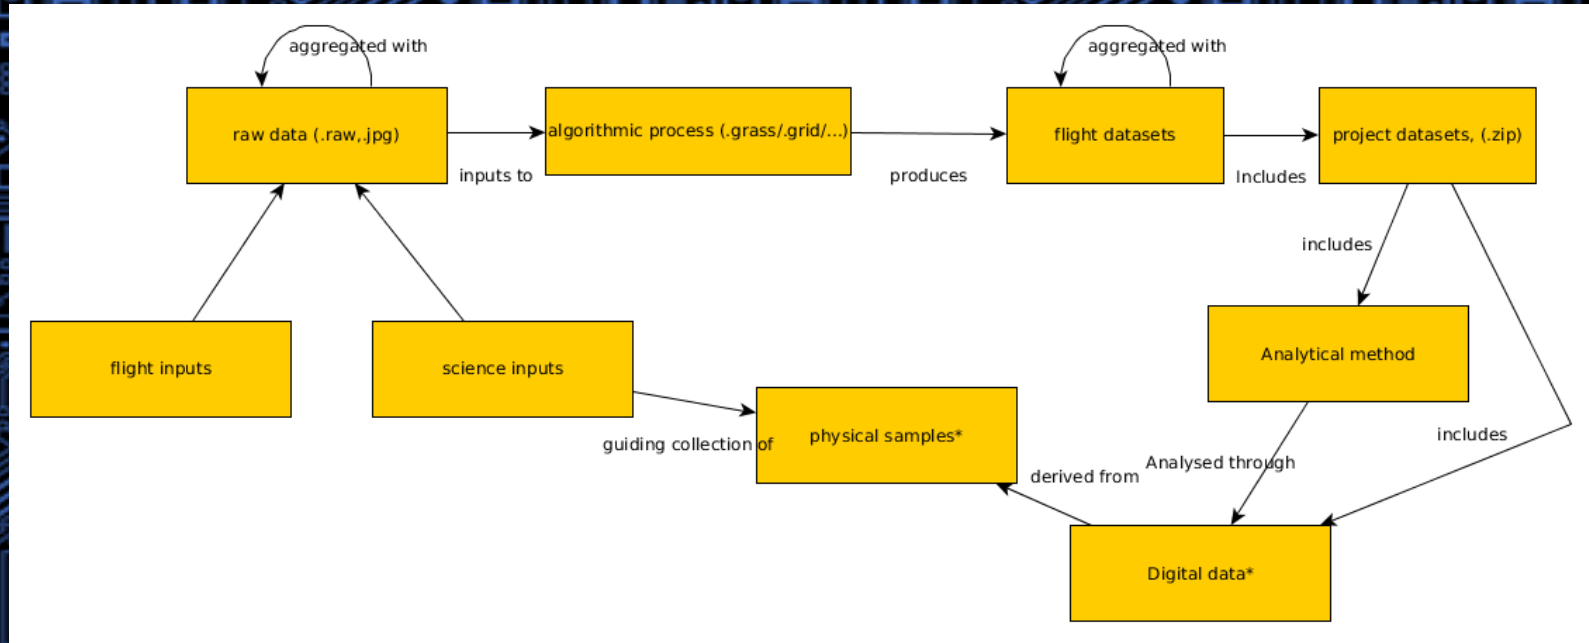 aggregated with
aggregated with
raw data (.raw,.jpg)
algorithmic process (.grass/.grid/...)
flight datasets
project datasets, (.zip)
inputs to
produces
Includes
includes
flight inputs
science inputs
Analytical method
physical samples*
guiding collection of
includes
derived from
Analysed through
Digital data*